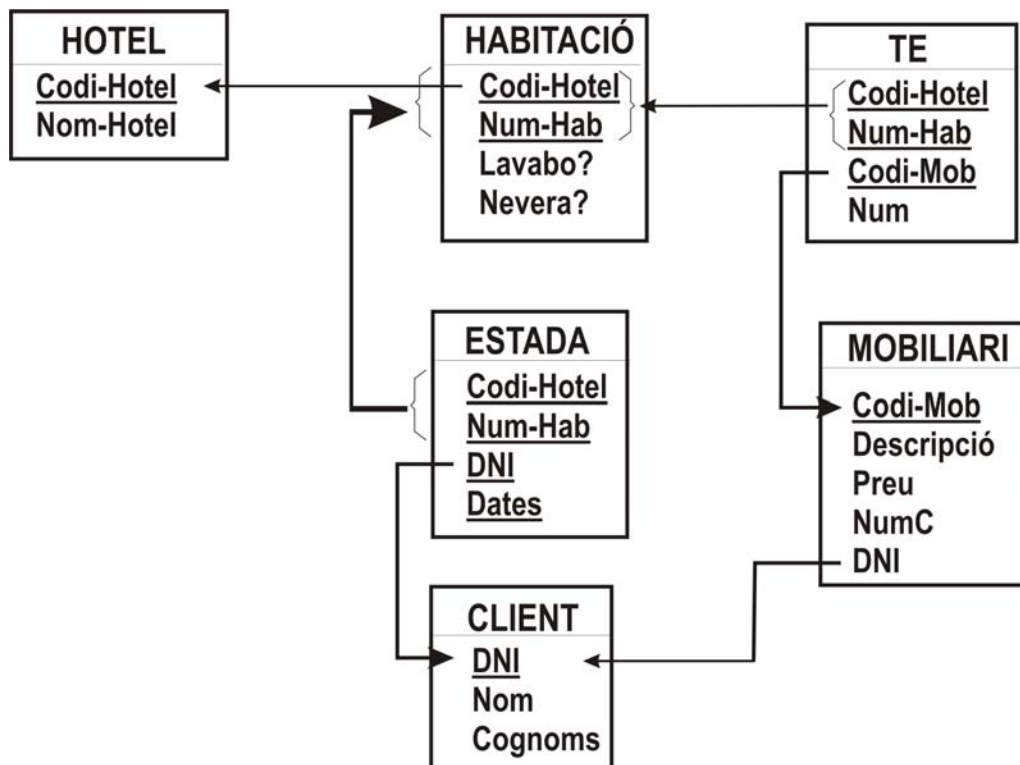 HOTEL
Codi-Hotel
Nom-Hotel
HABITACIÓ
Codi-Hotel
Num-Hab
Lavabo?
Nevera?
TE
Codi-Hotel
Num-Hab
Codi-Mob
Num
ESTADA
Codi-Hotel
Num-Hab
DNI
Dates
MOBILIARI
Codi-Mob
Descripció
Preu
NumC
DNI
CLIENT
DNI
Nom
Cognoms